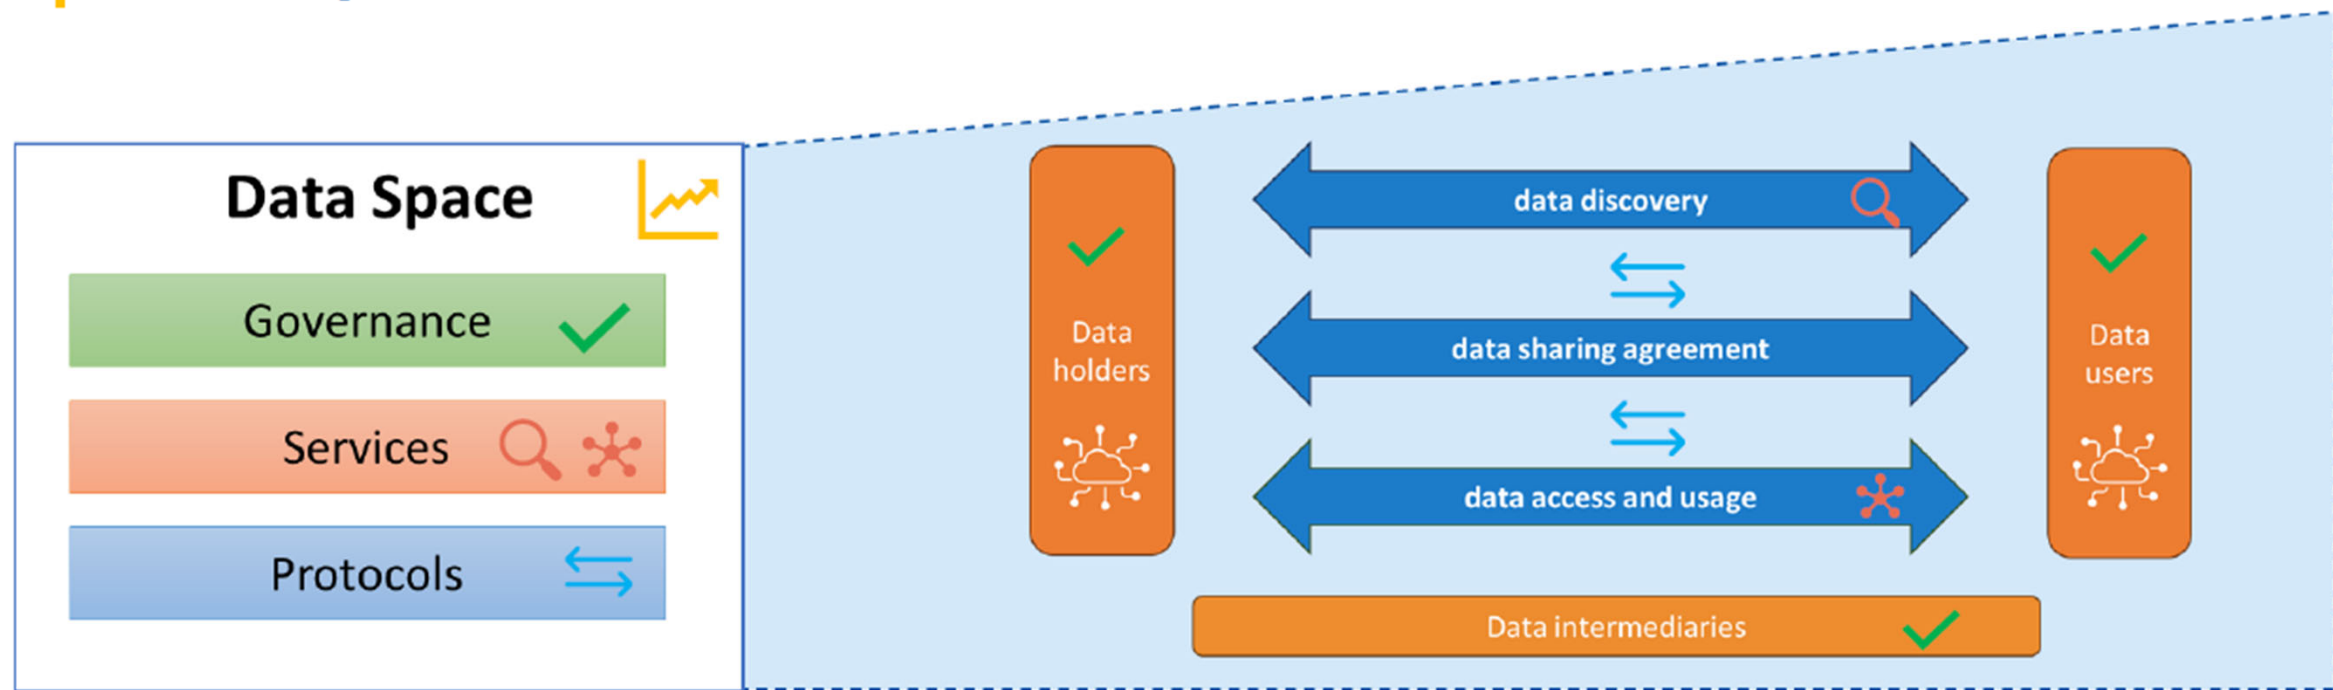 Data Space
Governance
Services
Protocols
Data
holders
data discovery
data sharing agreement
data access and usage
Data
users
Data intermediaries